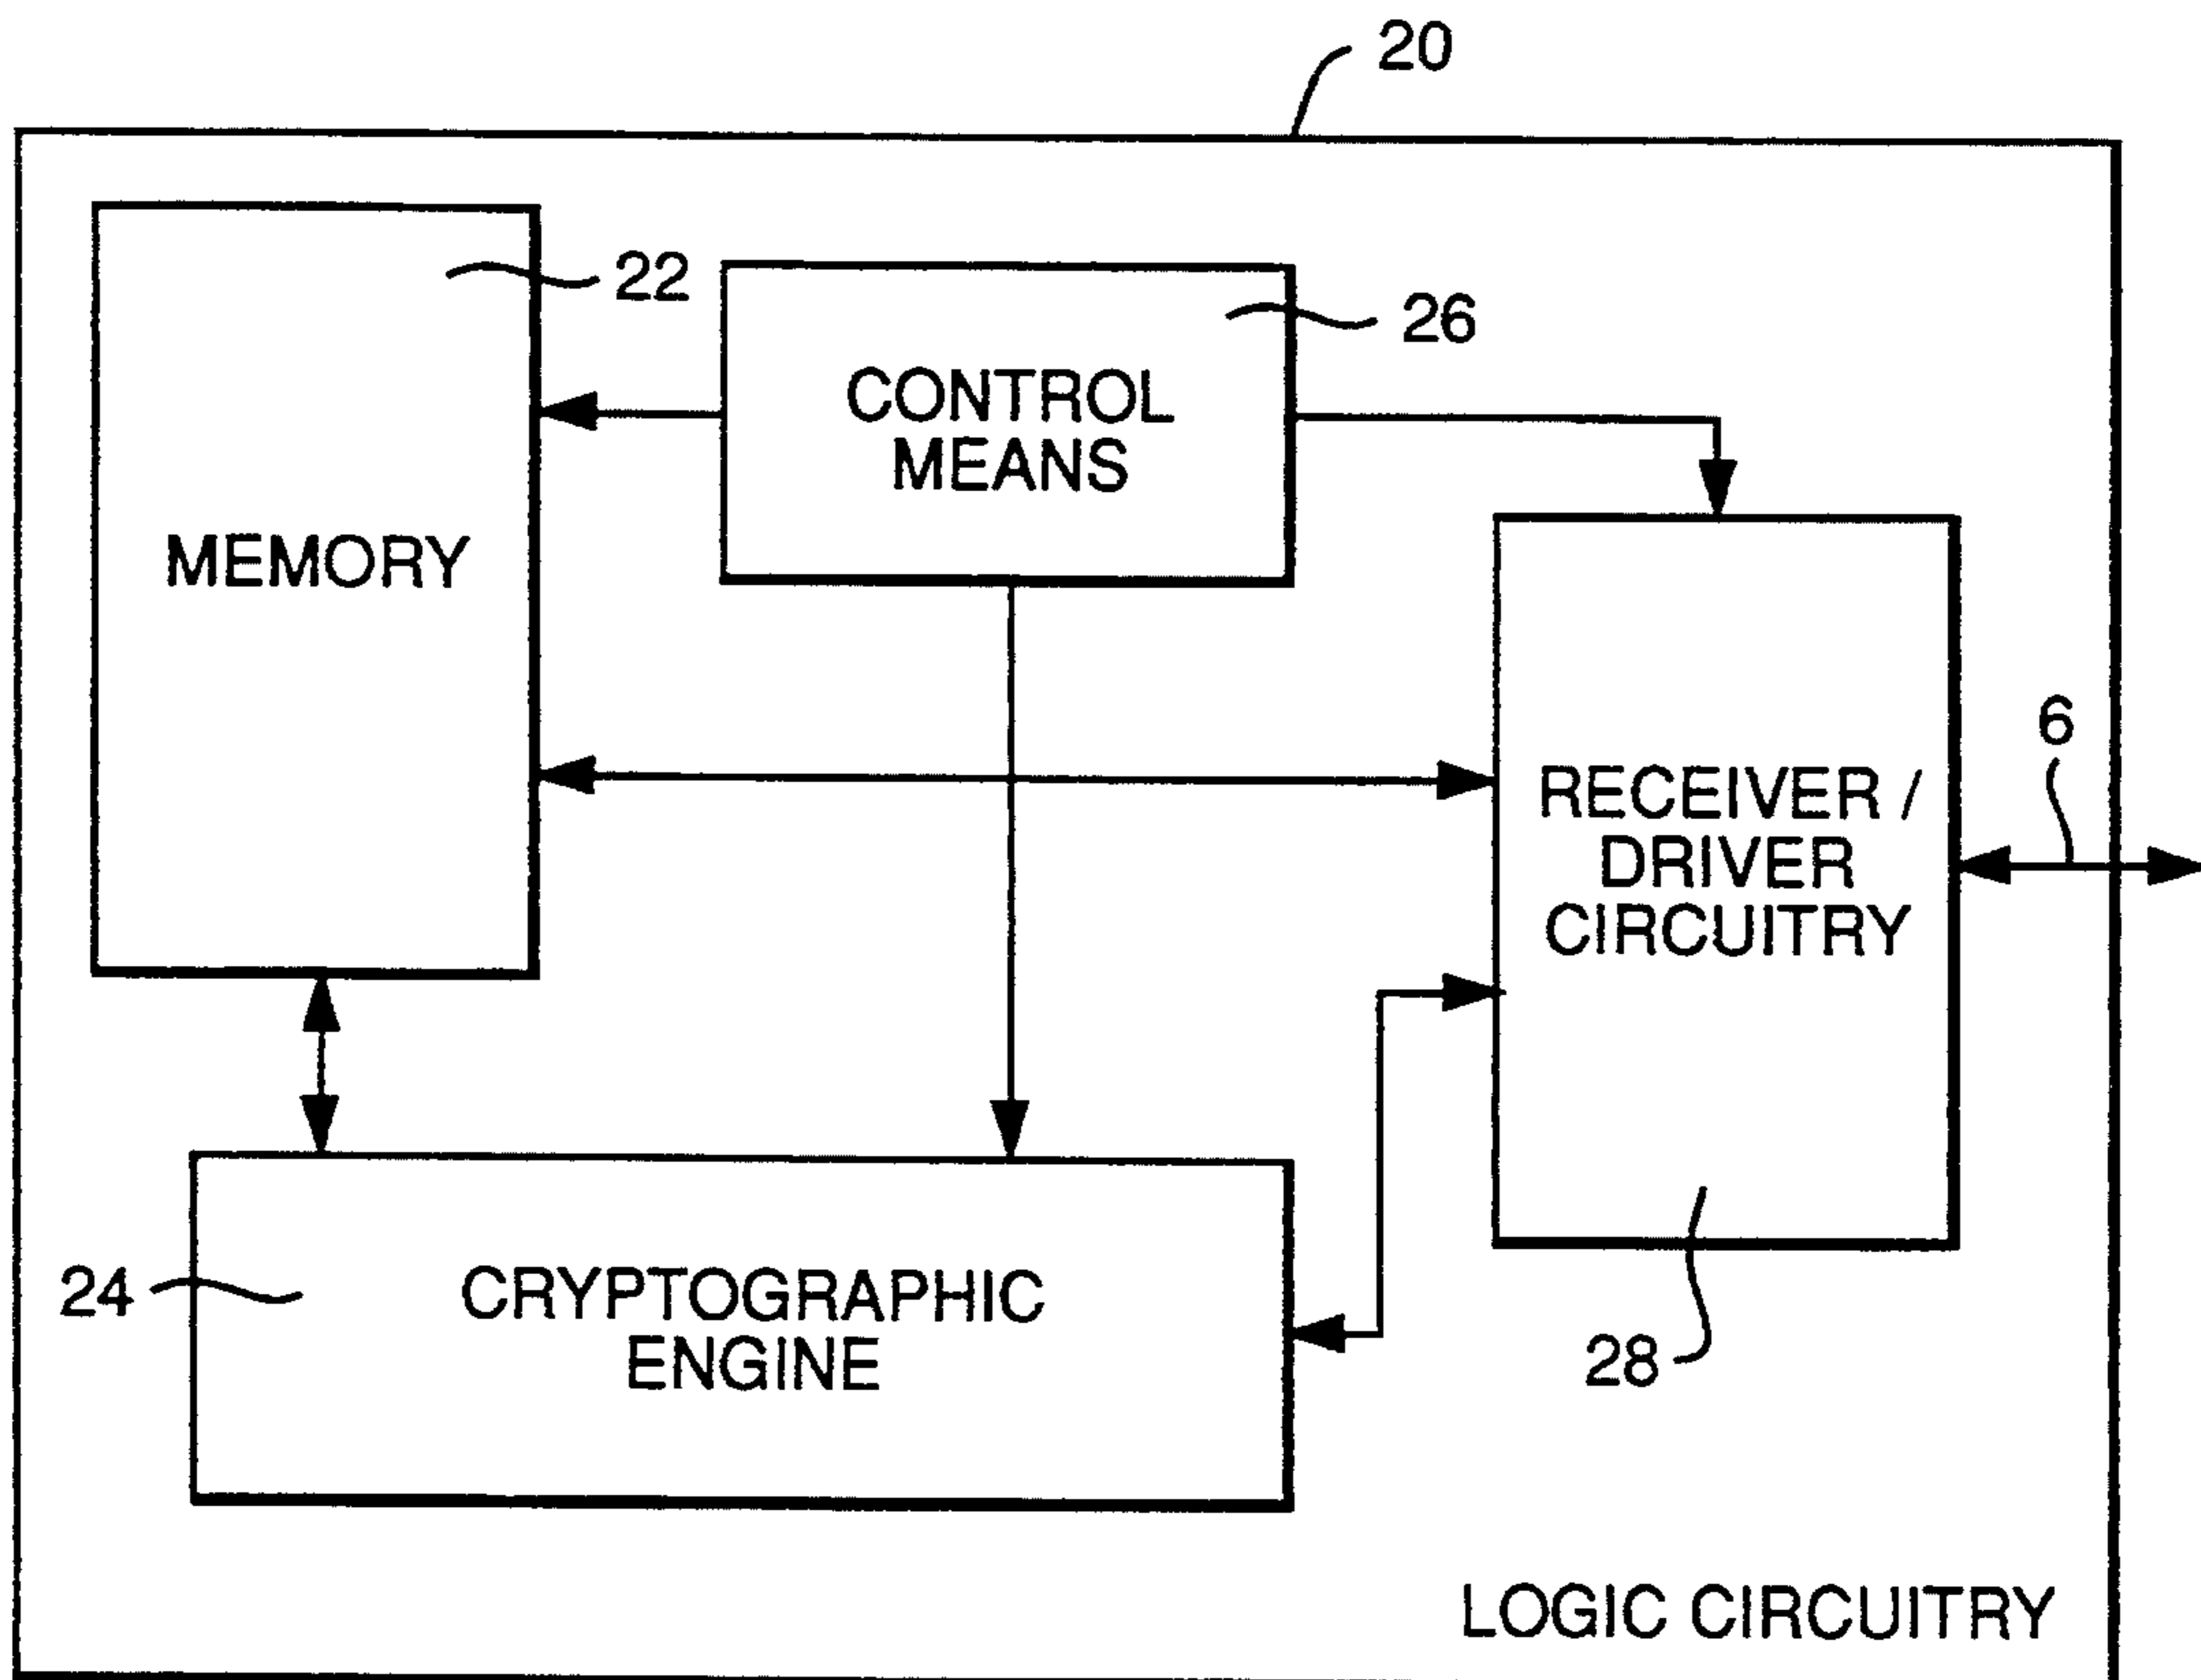 20
22
26
CONTROL
MEANS
MEMORY
6
RECEIVER /
DRIVER
CIRCUITRY
24
CRYPTOGRAPHIC
ENGINE
28
LOGIC CIRCUITRY